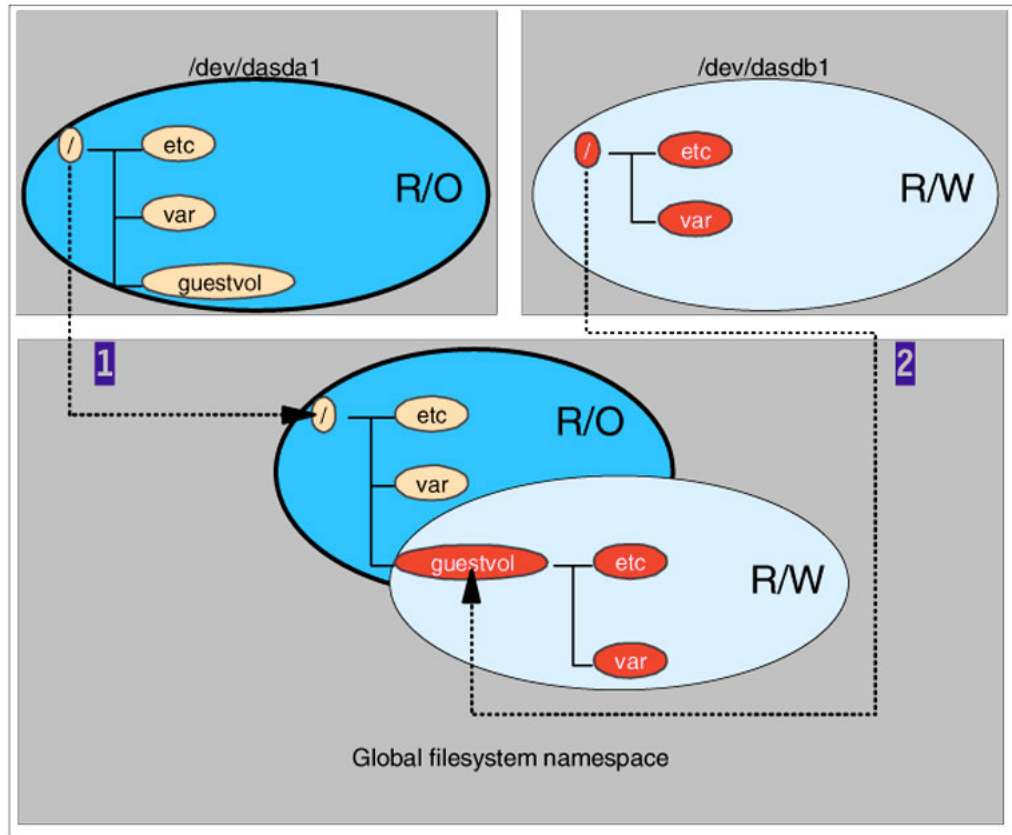 /dev/dasda1
/
etc
var
guestvol
R/O
/dev/dasdb1
/
etc
var
R/W
1
2
/
etc
var
R/O
guestvol
etc
var
R/W
Global filesystem namespace